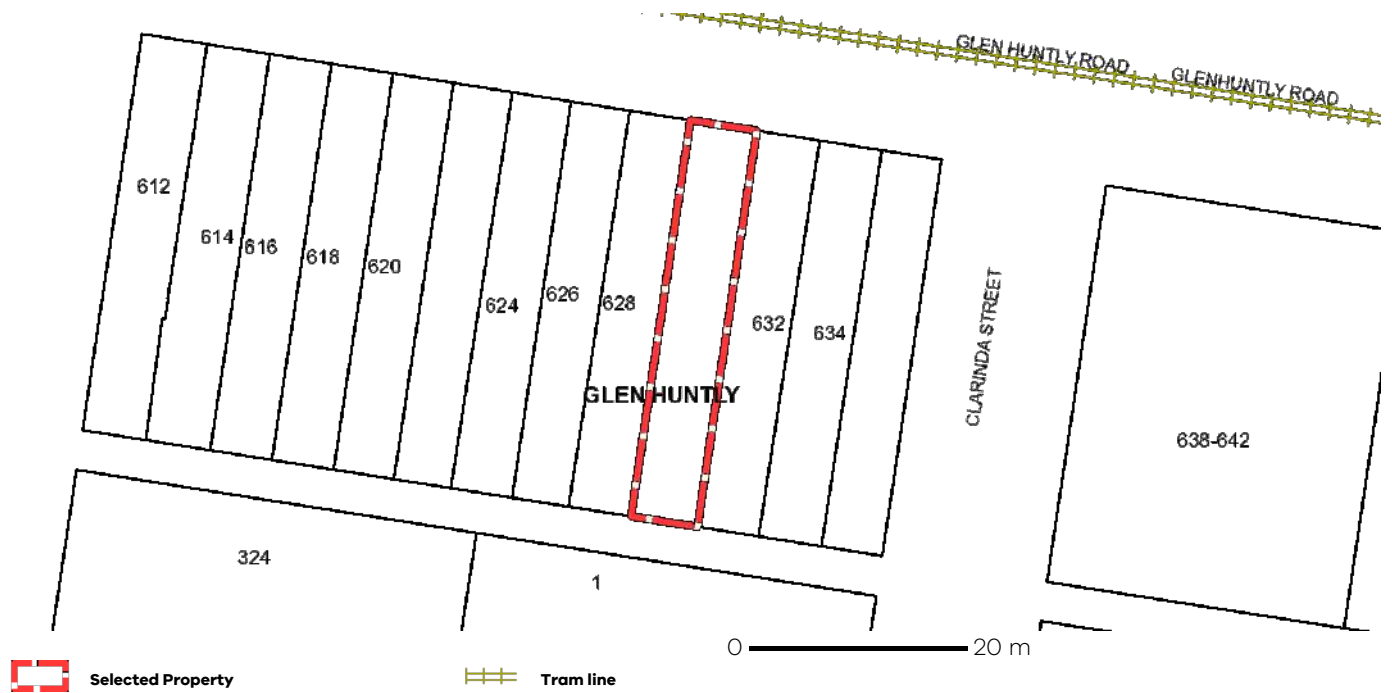 GLEN HUNTLY ROAD
GLENHUNTLY ROAD
612
614
616
618
620
624
626
628
632
634
CLARINDA STREET
GLEN HUNTLY
638-642
324
1
0 20 m
Selected Property
Tram line